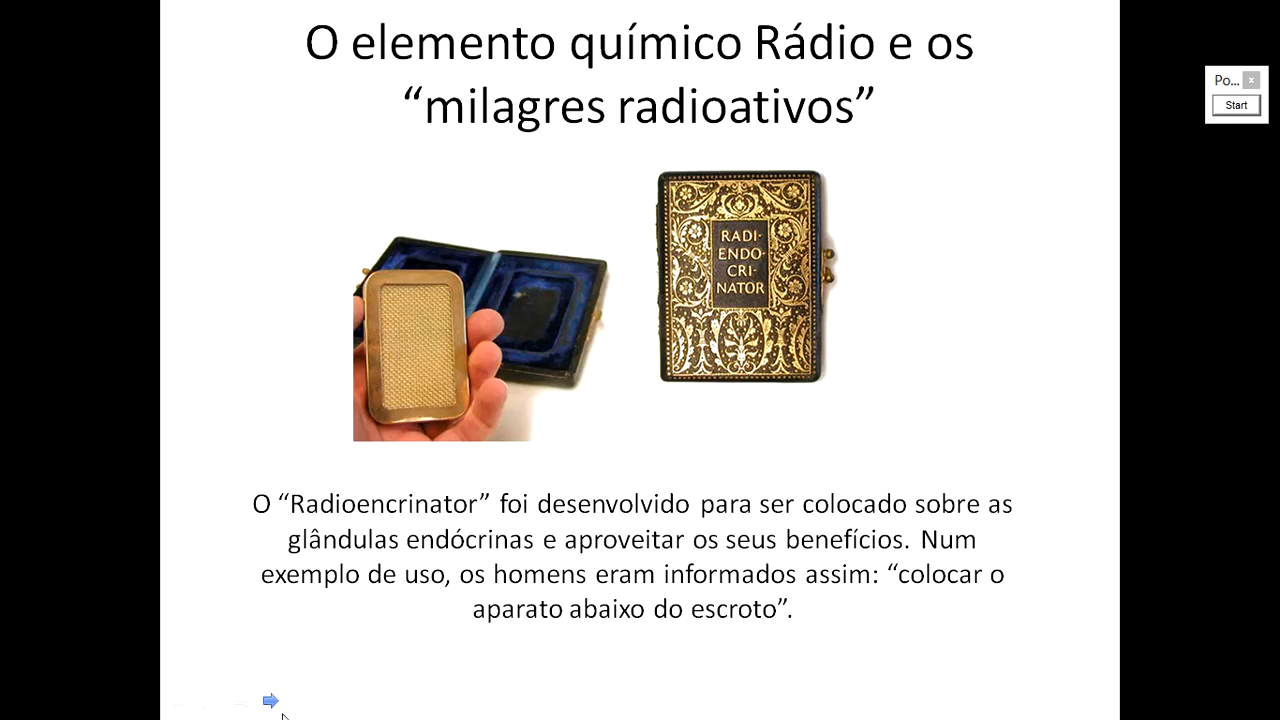 O elemento químico Rádio e os
“milagres radioativos”
Po...
x
Start
RADI-
ENDO-
CRI-
NATOR
O “Radioencrinator” foi desenvolvido para ser colocado sobre as
glândulas endócrinas e aproveitar os seus benefícios. Num
exemplo de uso, os homens eram informados assim: “colocar o
aparato abaixo do escroto”.